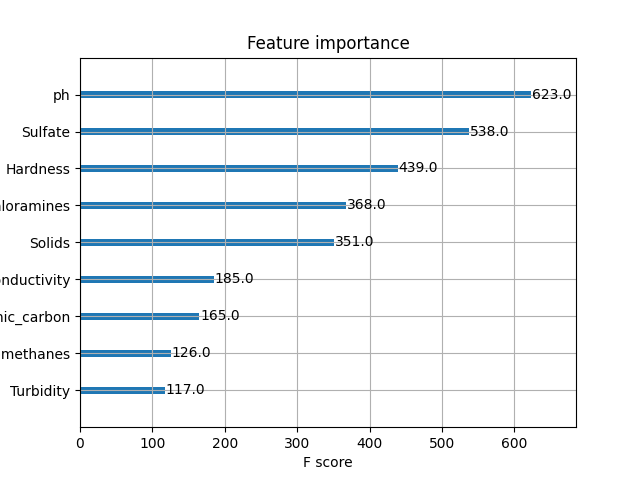 Feature importance
ph 623.0
Sulfate 538.0
Hardness 439.0
loramines 368.0
Solids 351.0
nductivity 185.0
nic_carbon 165.0
methanes 126.0
Turbidity 117.0
0 100 200 300 400 500 600
F score